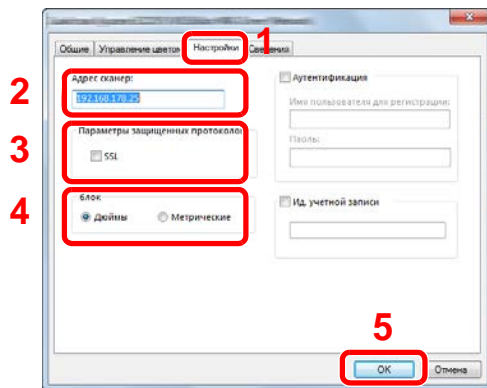 Общие Управление цветом Настройки Сведения
1
2
Адрес сканер:
192.168.178.25
3
Параметры защищенных протоколо
SSL
4
блок
Дюймы Метрические
Аутентификация
Имя пользователя для регистрации:
Пароль:
Ид. учетной записи
5
OK Отмена